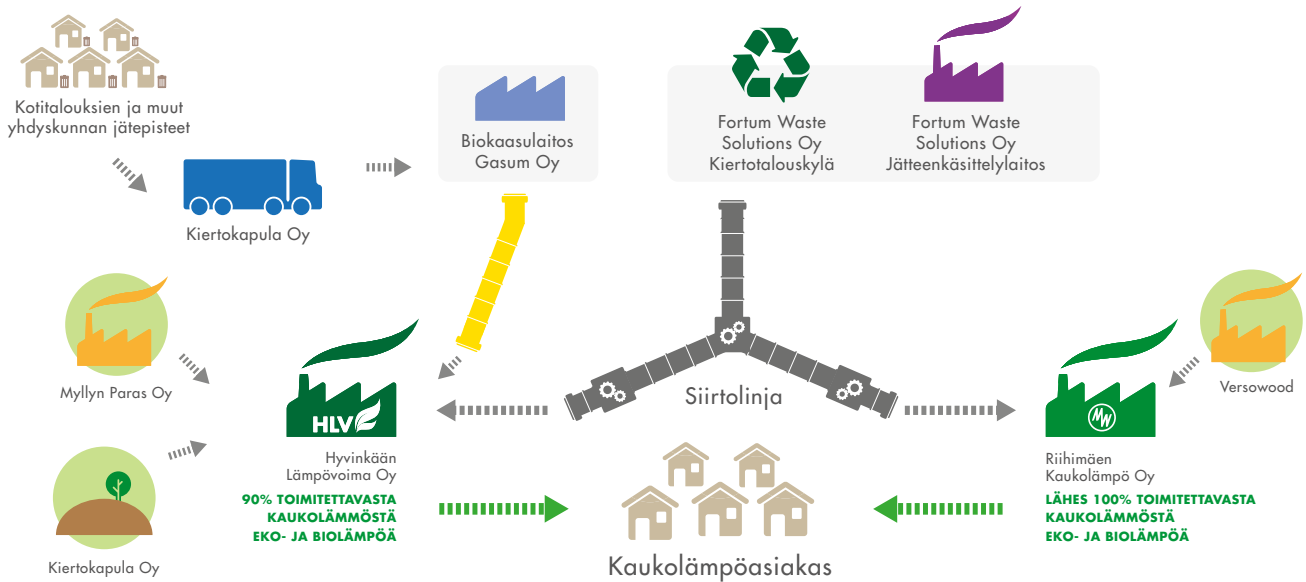 Kotitalouksien ja muut
yhdyskunnan jätepisteet
Kiertokapula Oy
Biokaasulaitos
Gasum Oy
Fortum Waste
Solutions Oy
Kiertotalouskylä
Fortum Waste
Solutions Oy
Jätteenkäsittelylaitos
Myllyn Paras Oy
HLV
Siirtolinja
MW
Versowood
Hyvinkään
Lämpövoima Oy
90% TOIMITETTAVASTA
KAUKOLÄMMÖSTÄ
EKO- JA BIOLÄMPÖÄ
Riihimäen
Kaukolämpö Oy
LÄHES 100% TOIMITETTAVASTA
KAUKOLÄMMÖSTÄ
EKO- JA BIOLÄMPÖÄ
Kiertokapula Oy
Kaukolämpöasiakas